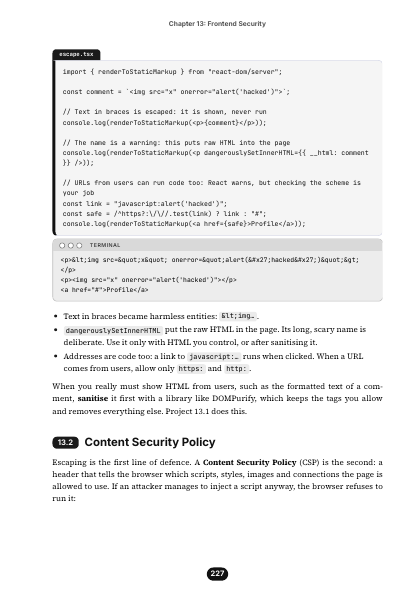 Chapter 13: Frontend Security
escape.tsx
import { renderToStaticMarkup } from "react-dom/server";
const comment = `<img src="x" onerror="alert('hacked')">`;
// Text in braces is escaped: it is shown, never run
console.log(renderToStaticMarkup(<p>{comment}</p>));
// The name is a warning: this puts raw HTML into the page
console.log(renderToStaticMarkup(<p dangerouslySetInnerHTML={{ __html: comment
}} />));
// URLs from users can run code too: React warns, but checking the scheme is
your job
const link = "javascript:alert('hacked')";
const safe = /^https?:\/\//.test(link) ? link : "#";
console.log(renderToStaticMarkup(<a href={safe}>Profile</a>));
TERMINAL
<p>&lt;img src=&quot;x&quot; onerror=&quot;alert(&#x27;hacked&#x27;)&quot;&gt;
</p>
<p><img src="x" onerror="alert('hacked')"></p>
<a href="#">Profile</a>
• Text in braces became harmless entities: &lt;img….
• dangerouslySetInnerHTML put the raw HTML in the page. Its long, scary name is
deliberate. Use it only with HTML you control, or after sanitising it.
• Addresses are code too: a link to javascript:… runs when clicked. When a URL
comes from users, allow only https: and http:.
When you really must show HTML from users, such as the formatted text of a com-
ment, sanitise it first with a library like DOMPurify, which keeps the tags you allow
and removes everything else. Project 13.1 does this.
13.2 Content Security Policy
Escaping is the first line of defence. A Content Security Policy (CSP) is the second: a
header that tells the browser which scripts, styles, images and connections the page is
allowed to use. If an attacker manages to inject a script anyway, the browser refuses to
run it:
227